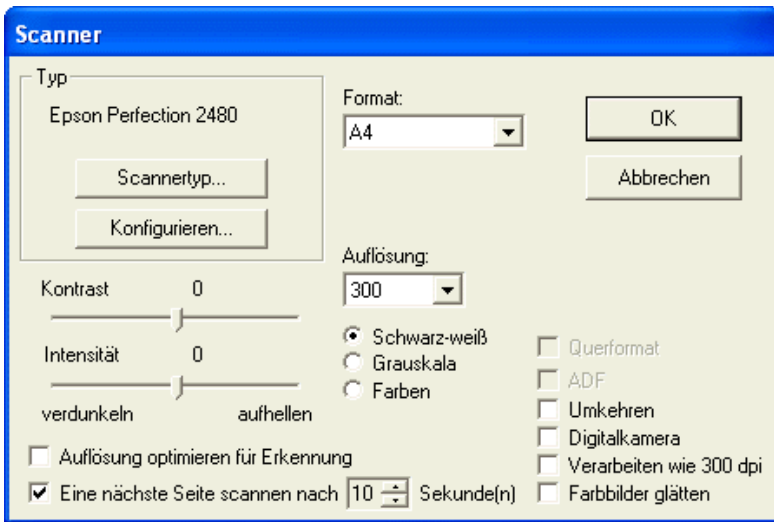 Scanner
Typ
Epson Perfection 2480
Scannertyp...
Konfigurieren...
Format:
A4
OK
Abbrechen
Auflösung:
300
Kontrast 0
Intensität 0
verdunkeln aufhellen
Schwarz-weiß
Grauskala
Farben
Querformat
ADF
Umkehren
Digitalkamera
Verarbeiten wie 300 dpi
Farbbilder glätten
Auflösung optimieren für Erkennung
Eine nächste Seite scannen nach 10 Sekunde(n)